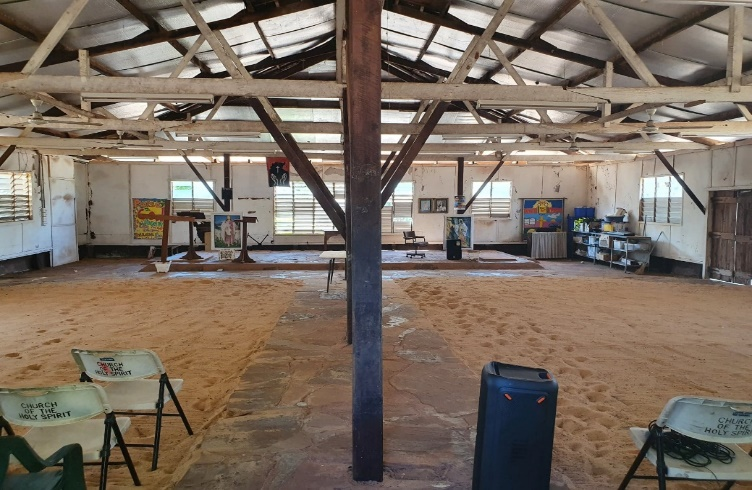 CHURCH
OF THE
HOLY SPIRIT
CHURCH
OF THE
HOLY SPIRIT
CHURCH
OF THE
HOLY SPIRIT